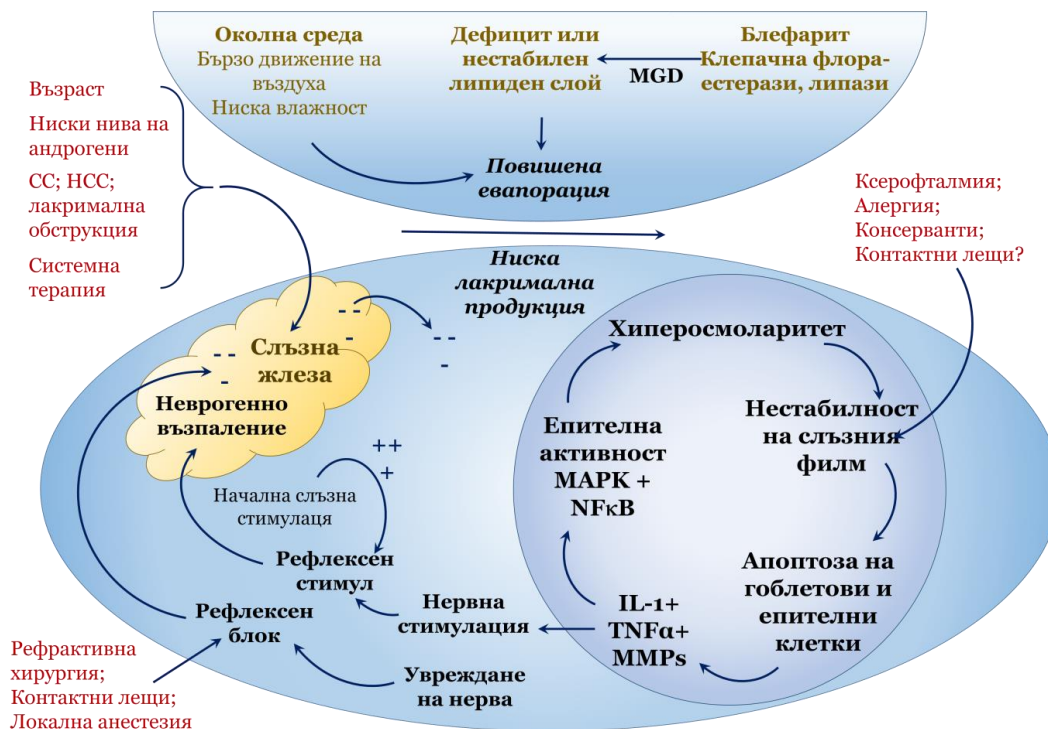 Околна среда
Бързо движение на
въздуха
Ниска влажност
Дефицит или
нестабилен
липиден слой
MGD
Блефарит
Клепачна флора-
естерази, липази
Повишена
евапорация
Възраст
Ниски нива на
андрогени
СС; НСС;
лакримална
обструкция
Системна
терапия
Ксерофталмия;
Алергия;
Консерванти;
Контактни лещи?
Ниска
лакримална
продукция
- -
-
- -
-
Слъзна
жлеза
- -
-
Неврогенно
възпаление
++
+
Начална слъзна
стимулаця
Рефлексен
стимул
Рефлексен
блок
Нервна
стимулация
Увреждане
на нерва
Рефрактивна
хирургия;
Контактни лещи;
Локална анестезия
Хиперосмоларитет
Нестабилност
на слъзния
филм
Апоптоза на
гоблетови и
епителни
клетки
IL-1+
TNFα+
MMPs
Епителна
активност
MAPK +
NFκB